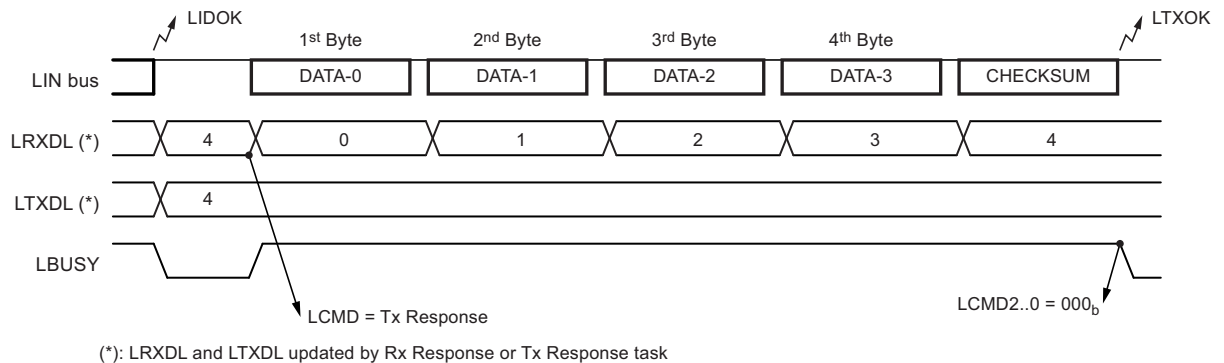 LIDOK LTXOK
1st Byte 2nd Byte 3rd Byte 4th Byte
LIN bus DATA-0 DATA-1 DATA-2 DATA-3 CHECKSUM
LRXDL (*) 4 0 1 2 3 4
LTXDL (*) 4
LBUSY
LCMD = Tx Response LCMD2..0 = 000b
(*): LRXDL and LTXDL updated by Rx Response or Tx Response task